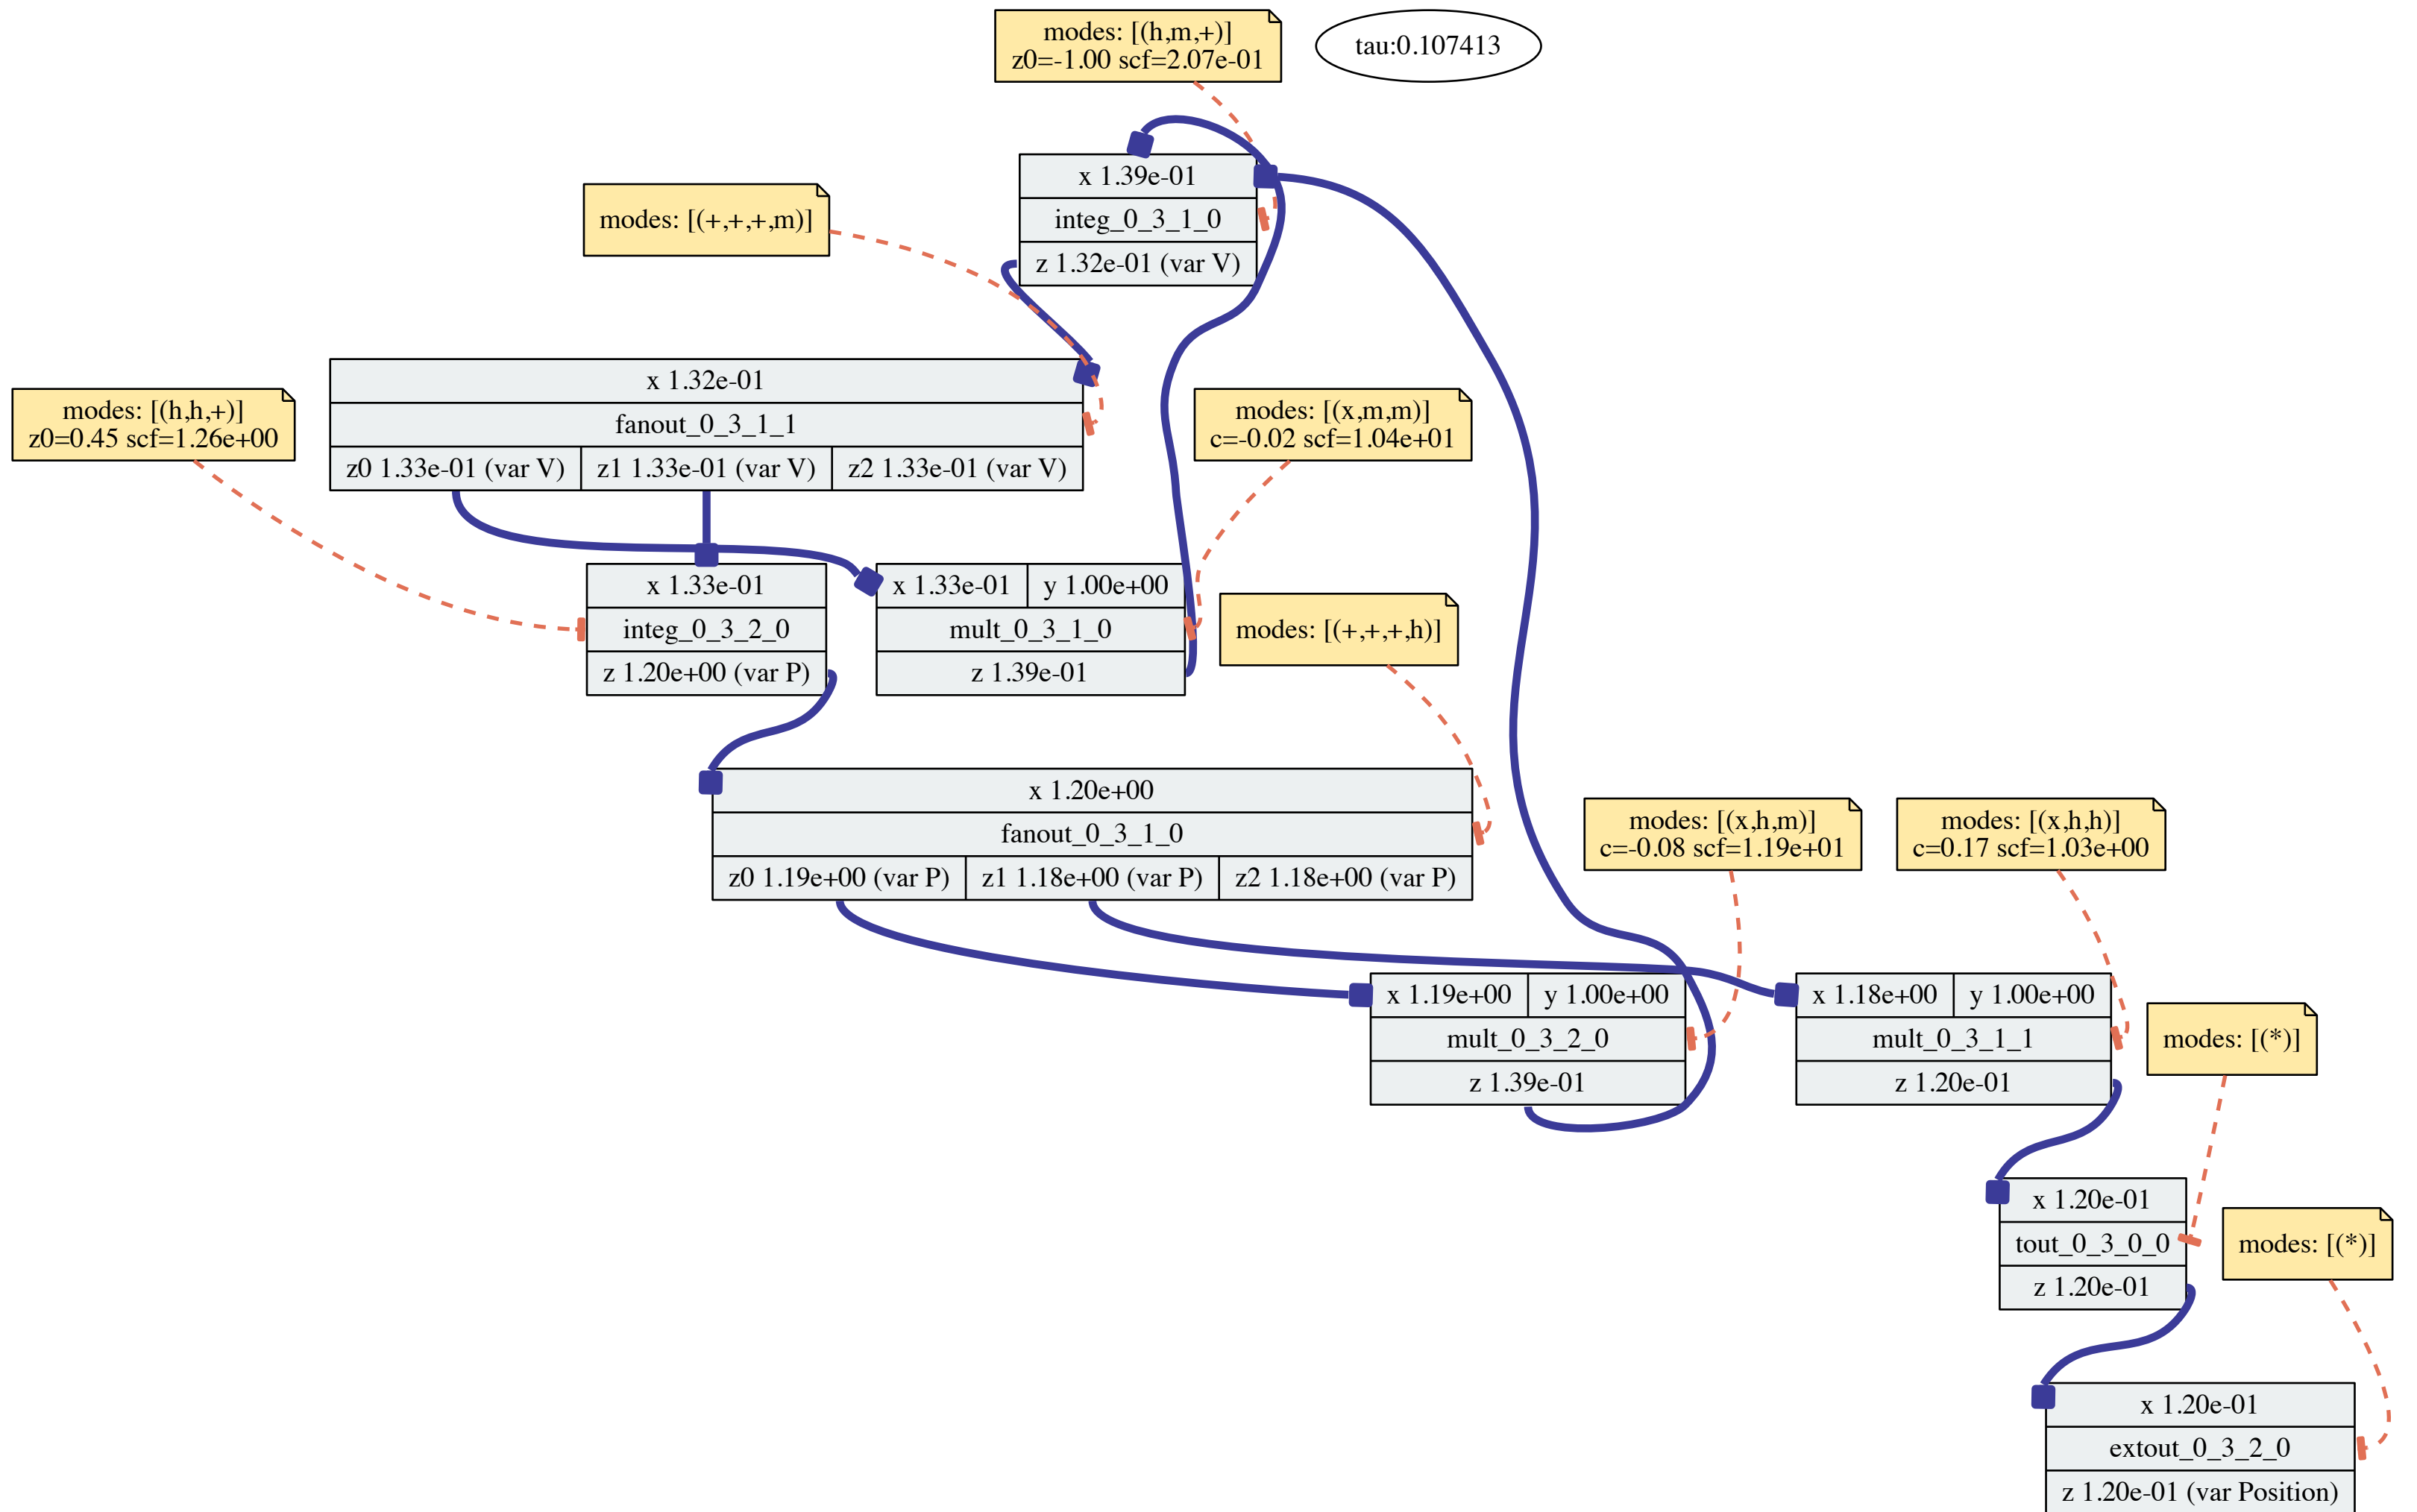 modes: [(h,m,+)]
z0=-1.00 scf=2.07e-01
tau:0.107413
x 1.39e-01
integ_0_3_1_0
z 1.32e-01 (var V)
modes: [(+,+,+,m)]
x 1.32e-01
fanout_0_3_1_1
z0 1.33e-01 (var V) z1 1.33e-01 (var V) z2 1.33e-01 (var V)
modes: [(h,h,+)]
z0=0.45 scf=1.26e+00
modes: [(x,m,m)]
c=-0.02 scf=1.04e+01
x 1.33e-01
integ_0_3_2_0
z 1.20e+00 (var P)
x 1.33e-01 y 1.00e+00
mult_0_3_1_0
z 1.39e-01
modes: [(+,+,+,h)]
x 1.20e+00
fanout_0_3_1_0
z0 1.19e+00 (var P) z1 1.18e+00 (var P) z2 1.18e+00 (var P)
modes: [(x,h,m)]
c=-0.08 scf=1.19e+01
modes: [(x,h,h)]
c=0.17 scf=1.03e+00
x 1.19e+00 y 1.00e+00
mult_0_3_2_0
z 1.39e-01
x 1.18e+00 y 1.00e+00
mult_0_3_1_1
z 1.20e-01
modes: [(*)]
x 1.20e-01
tout_0_3_0_0
z 1.20e-01
modes: [(*)]
x 1.20e-01
extout_0_3_2_0
z 1.20e-01 (var Position)